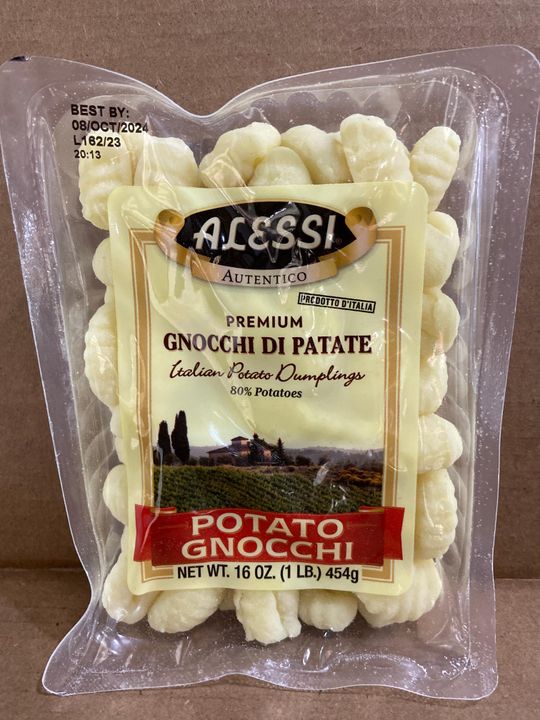 BEST BY:
08/OCT/2024
L162/23
20:13
ALESSI
AUTENTICO
PRODOTTO D'ITALIA
PREMIUM
GNOCCHI DI PATATE
Italian Potato Dumplings
80% Potatoes
POTATO
GNOCCHI
NET WT. 16 OZ. (1 LB.) 454g